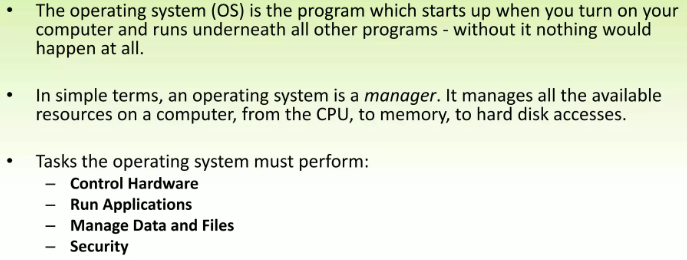 • The operating system (OS) is the program which starts up when you turn on your
computer and runs underneath all other programs - without it nothing would
happen at all.
• In simple terms, an operating system is a manager. It manages all the available
resources on a computer, from the CPU, to memory, to hard disk accesses.
• Tasks the operating system must perform:
– Control Hardware
– Run Applications
– Manage Data and Files
– Security